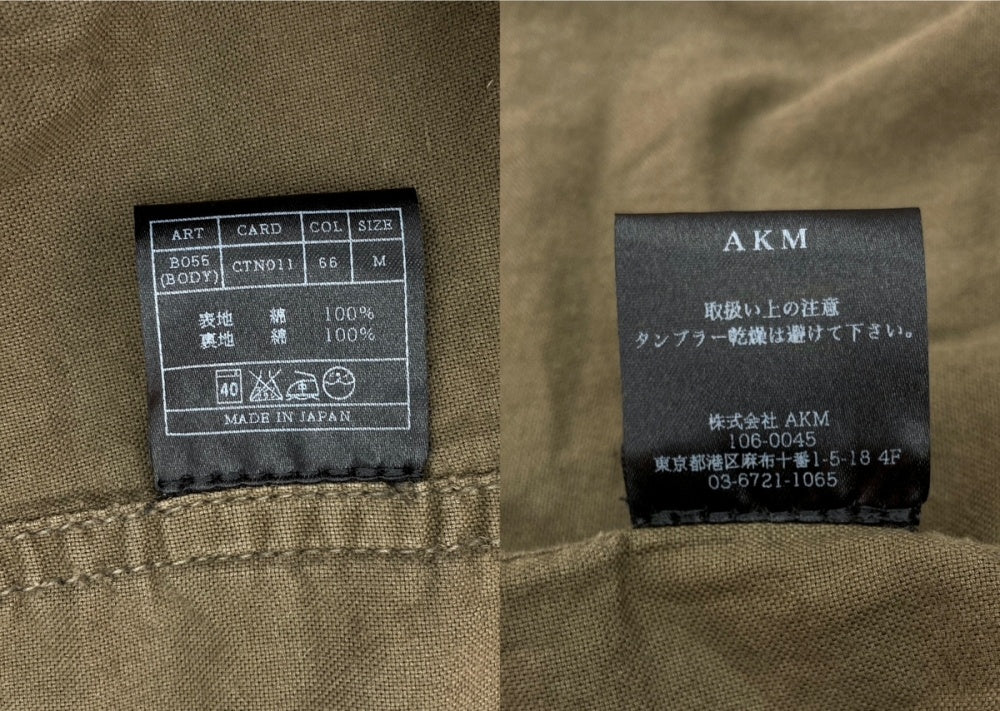 ART CARD COL SIZE
B055 CTN011 66 M
(BODY)
表地 綿 100%
裏地 綿 100%
40
MADE IN JAPAN
AKM
取扱い上の注意
タンブラー乾燥は避けて下さい。
株式会社 AKM
106-0045
東京都港区麻布十番1-5-18 4F
03-6721-1065